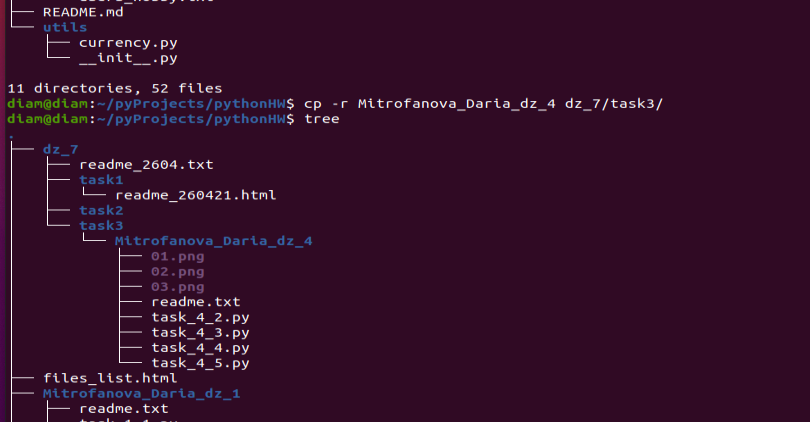 README.md
utils
currency.py
__init__.py
11 directories, 52 files
diam@diam:~/pyProjects/pythonHW$ cp -r Mitrofanova_Daria_dz_4 dz_7/task3/
diam@diam:~/pyProjects/pythonHW$ tree
.
dz_7
readme_2604.txt
task1
readme_260421.html
task2
task3
Mitrofanova_Daria_dz_4
01.png
02.png
03.png
readme.txt
task_4_2.py
task_4_3.py
task_4_4.py
task_4_5.py
files_list.html
Mitrofanova_Daria_dz_1
readme.txt